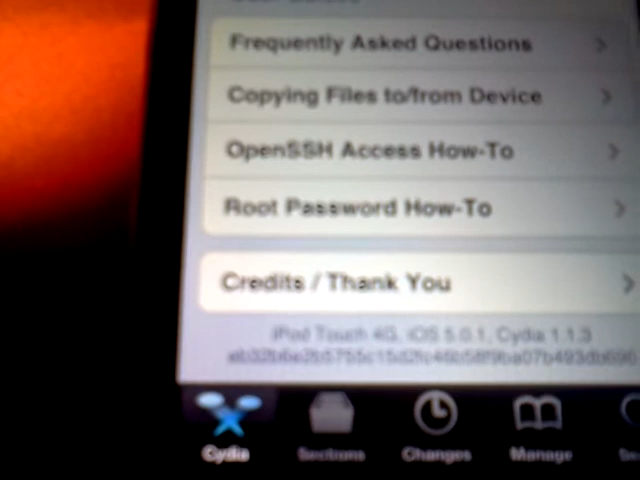 Frequently Asked Questions
Copying Files to/from Device
OpenSSH Access How-To
Root Password How-To
Credits / Thank You
iPod Touch 4G, iOS 5.0.1, Cydia 1.1.3
Cydia Sections Changes Manage